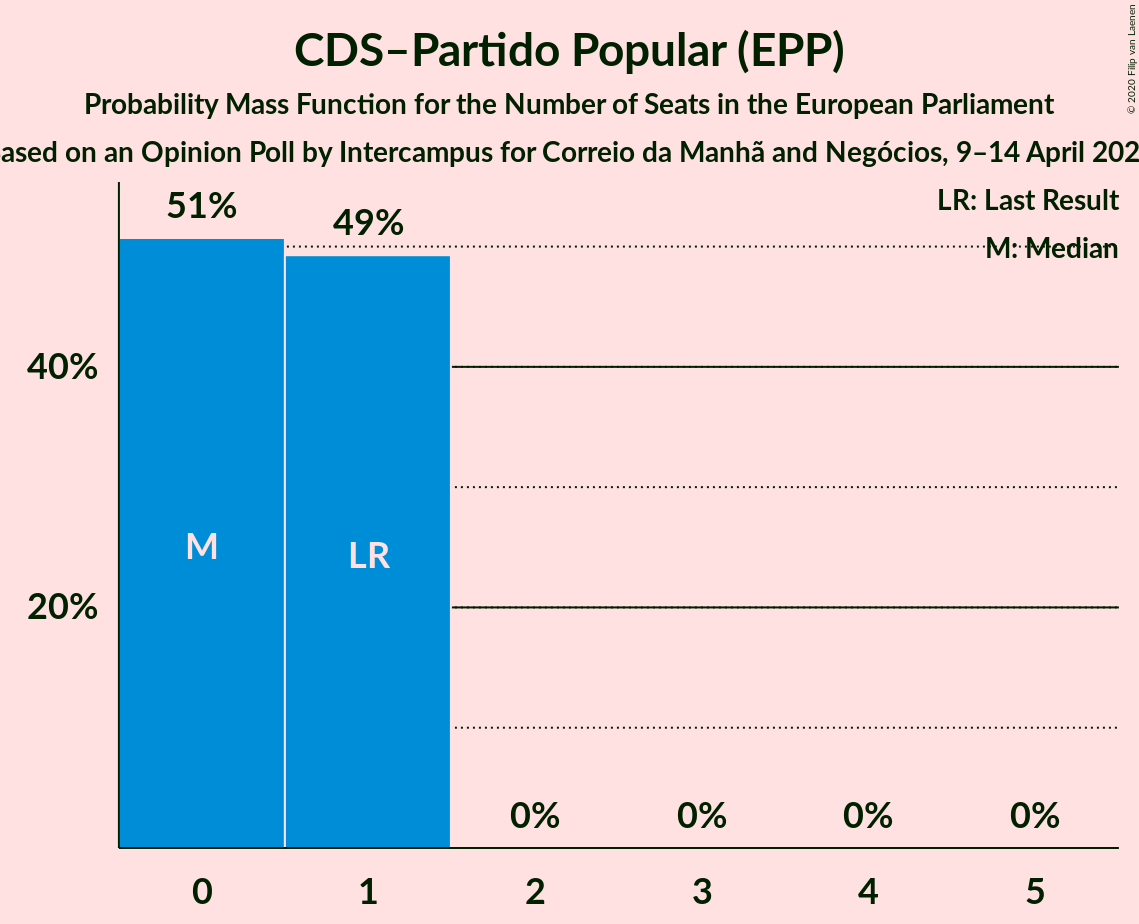 CDS–Partido Popular (EPP)
Probability Mass Function for the Number of Seats in the European Parliament
ased on an Opinion Poll by Intercampus for Correio da Manhã and Negócios, 9–14 April 202
© 2020 Filip van Laenen
LR: Last Result
M: Median
51%
49%
40%
20%
M
LR
0%
0%
0%
0%
0
1
2
3
4
5